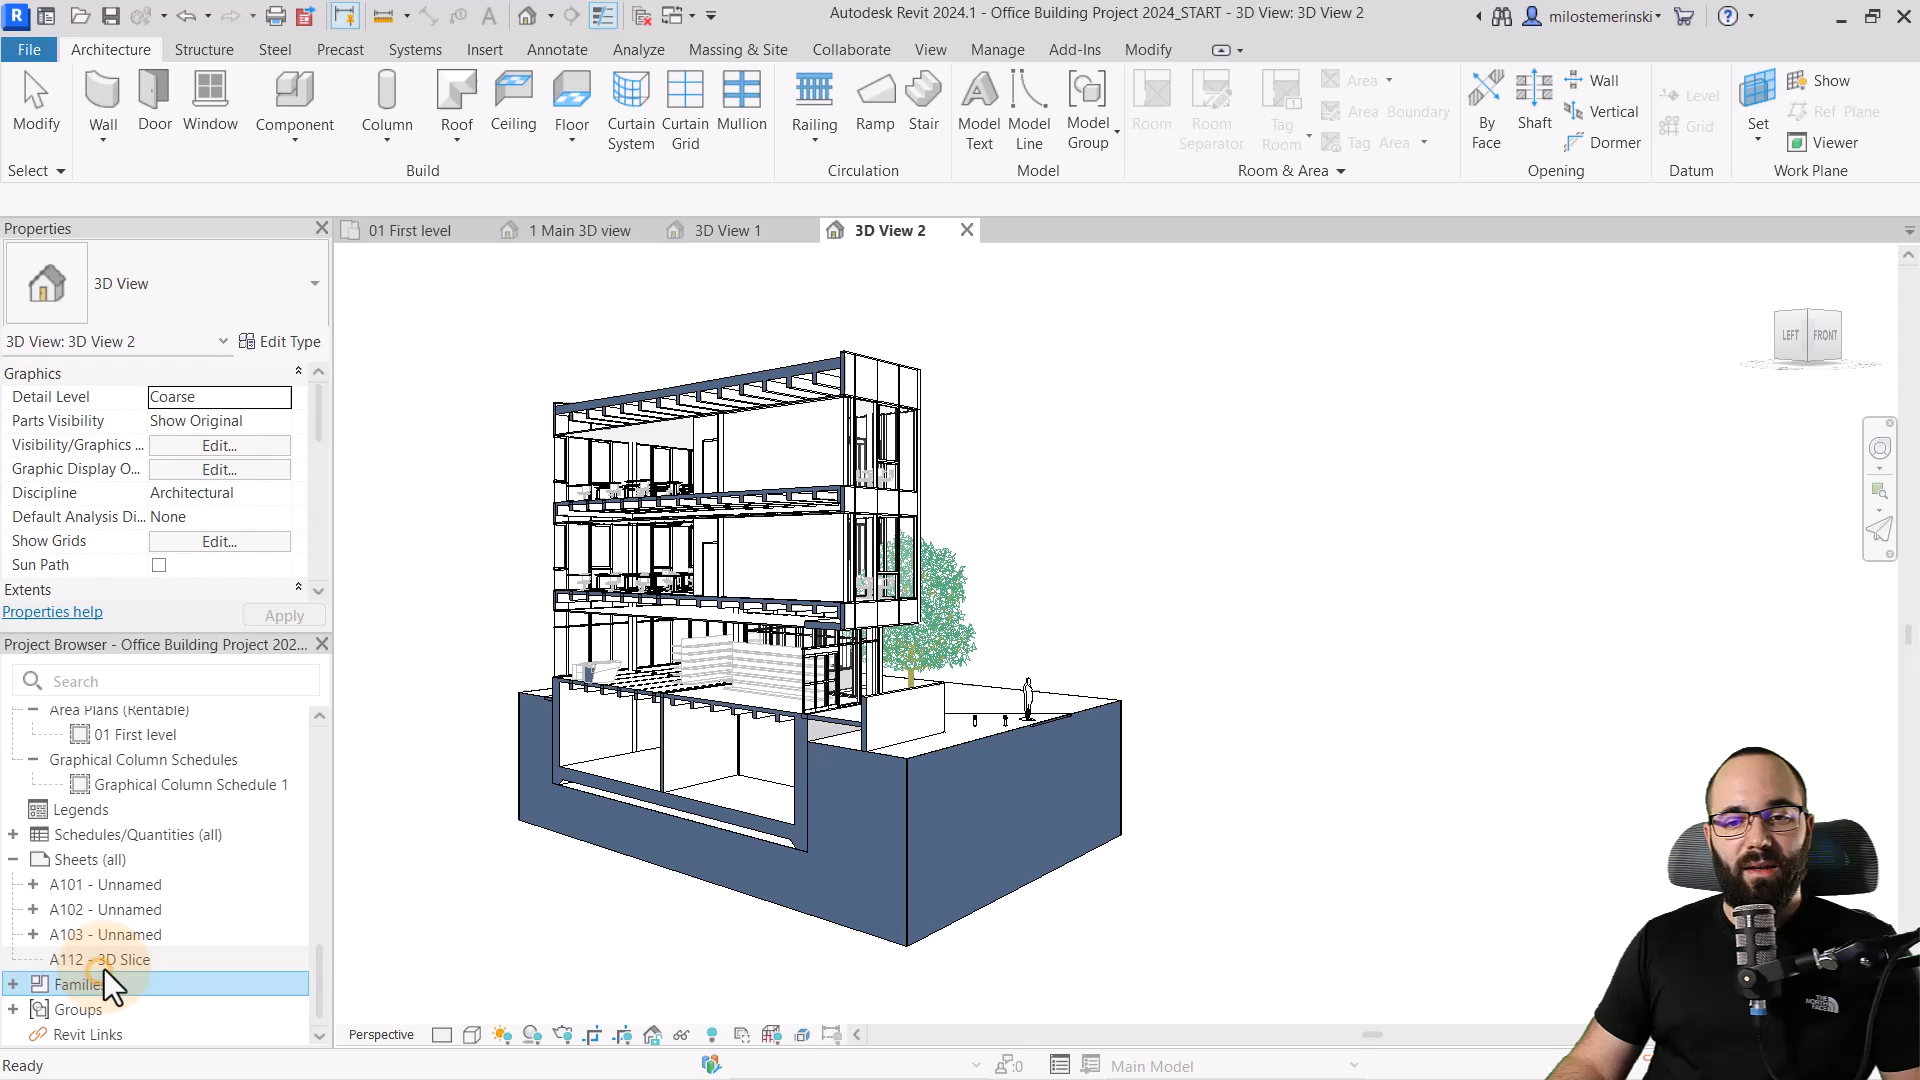 Autodesk Revit 2024.1 - Office Building Project 2024_START - 3D View: 3D View 2
milostemerinski
File Architecture Structure Steel Precast Systems Insert Annotate Analyze Massing & Site Collaborate View Manage Add-Ins Modify
Modify
Wall
Door
Window
Component
Column
Roof
Ceiling
Floor
Curtain
System
Curtain
Grid
Mullion
Railing
Ramp
Stair
Model
Text
Model
Line
Model
Group
Room
Room
Separator
Tag
Room
Area
Area Boundary
Tag Area
By
Face
Shaft
Wall
Vertical
Dormer
Level
Grid
Set
Show
Ref Plane
Viewer
Select
Build
Circulation
Model
Room & Area
Opening
Datum
Work Plane
Properties
01 First level
1 Main 3D view
3D View 1
3D View 2
3D View
3D View: 3D View 2
Edit Type
Graphics
Detail Level Coarse
Parts Visibility Show Original
Visibility/Graphics ... Edit...
Graphic Display O... Edit...
Discipline Architectural
Default Analysis Di... None
Show Grids Edit...
Sun Path
Extents
Properties help
Apply
LEFT FRONT
Project Browser - Office Building Project 202...
Search
Area Plans (Rentable)
01 First level
Graphical Column Schedules
Graphical Column Schedule 1
Legends
Schedules/Quantities (all)
Sheets (all)
A101 - Unnamed
A102 - Unnamed
A103 - Unnamed
A112 - 3D Slice
Families
Groups
Revit Links
Perspective
Ready
:0
Main Model
THE
NORTH
FACE